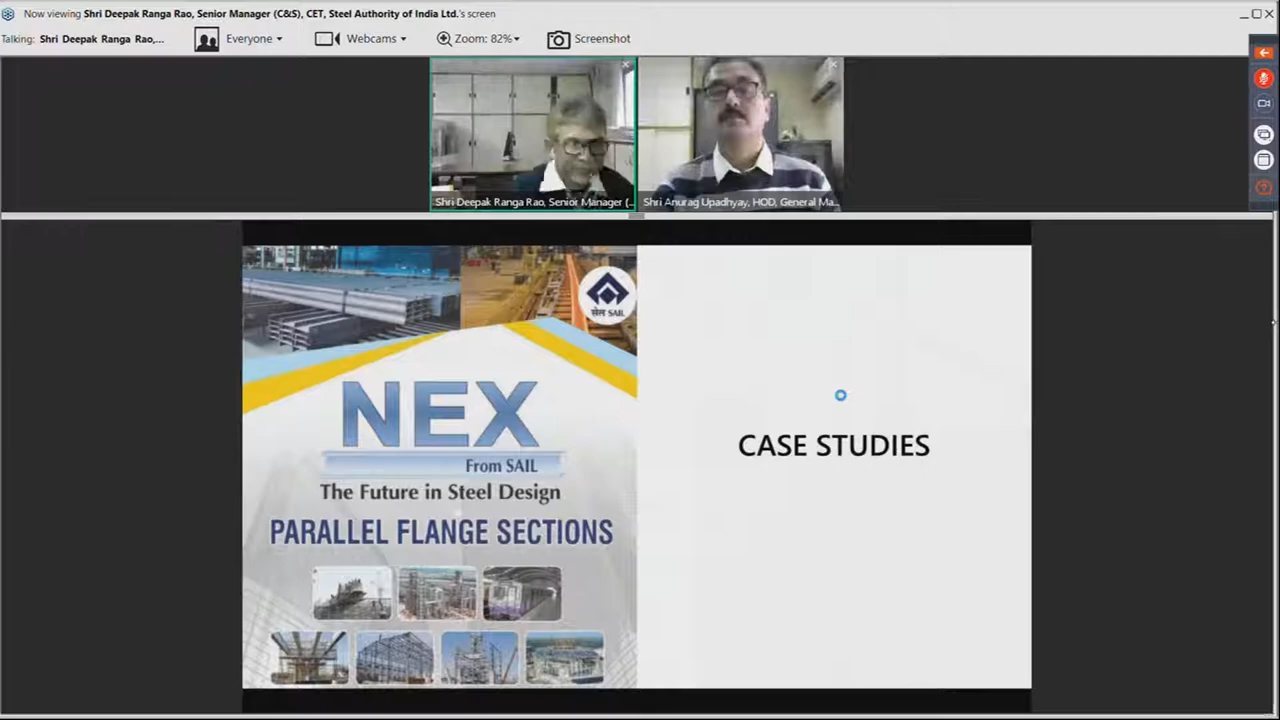 Now viewing Shri Deepak Ranga Rao, Senior Manager (C&S), CET, Steel Authority of India Ltd.'s screen
Talking: Shri Deepak Ranga Rao,...
Everyone
Webcams
Zoom: 82%
Screenshot
Shri Deepak Ranga Rao, Senior Manager (...
Shri Anurag Upadhyay, HOD, General Ma...
सेल SAIL
NEX
From SAIL
The Future in Steel Design
PARALLEL FLANGE SECTIONS
CASE STUDIES